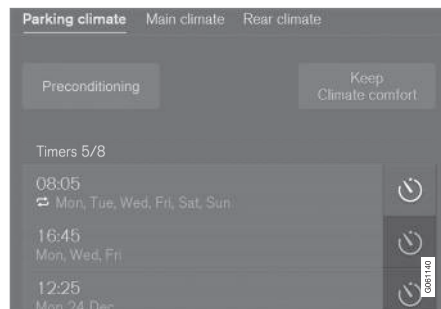 Parking climate Main climate Rear climate
Preconditioning
Keep
Climate comfort
Timers 5/8
08:05
Mon, Tue, Wed, Fri, Sat, Sun
16:45
Mon, Wed, Fri
12:25
Mon 24 Dec
G061140